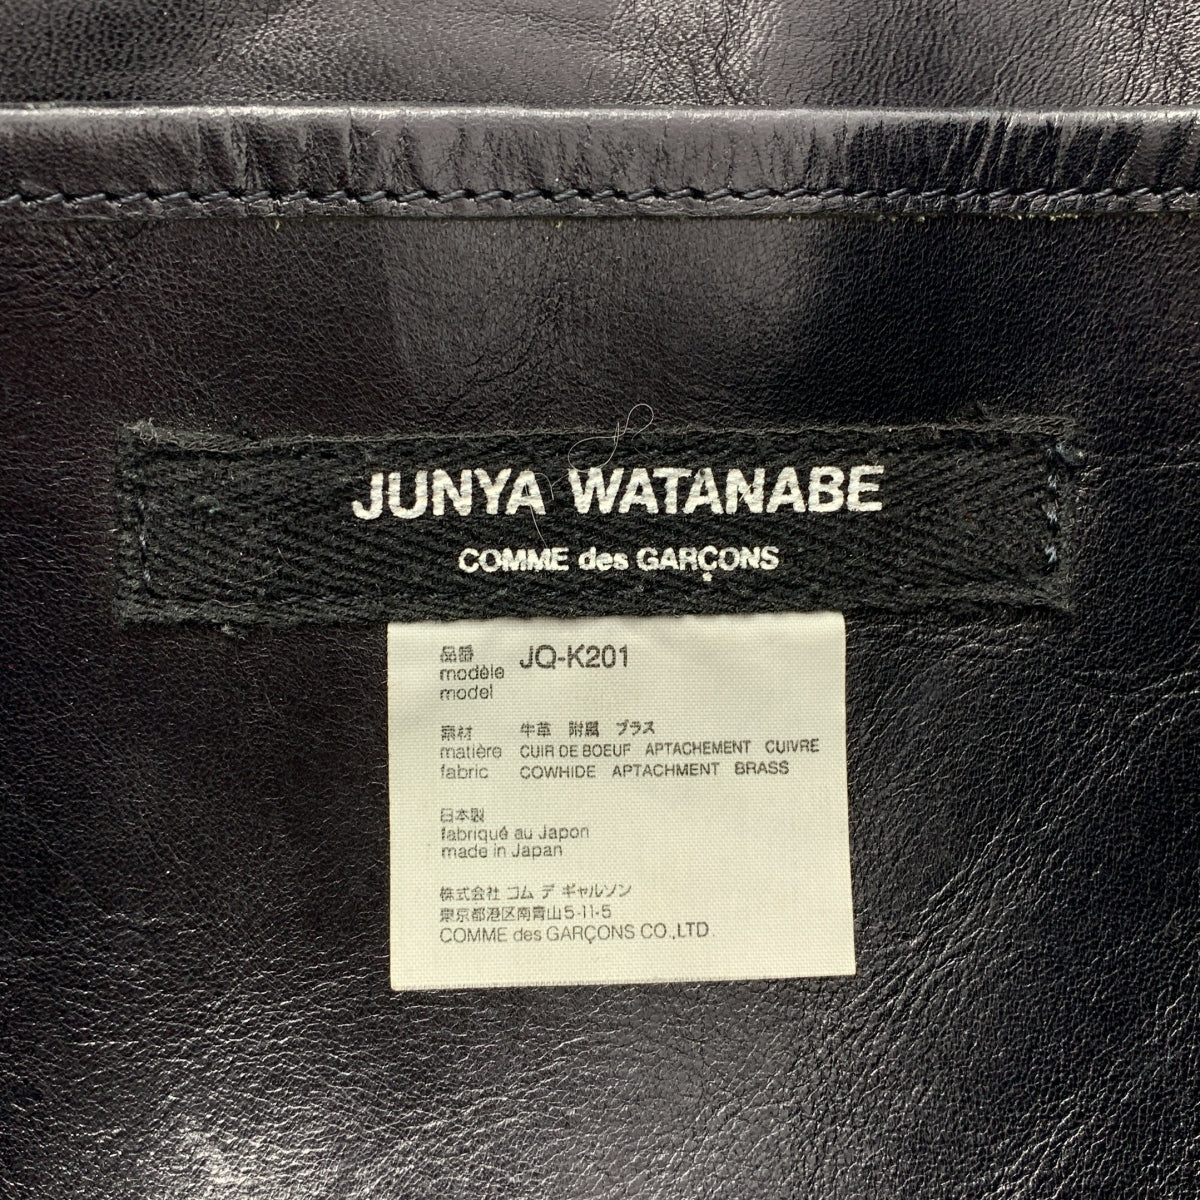 JUNYA WATANABE
COMME des GARÇONS
品番 JQ-K201
modèle
model
素材 牛革 附属 ブラス
matière CUIR DE BOEUF APTACHEMENT CUIVRE
fabric COWHIDE APTACHMENT BRASS
日本製
fabriqué au Japon
made in Japan
株式会社 コム デ ギャルソン
東京都港区南青山5-11-5
COMME des GARÇONS CO.,LTD